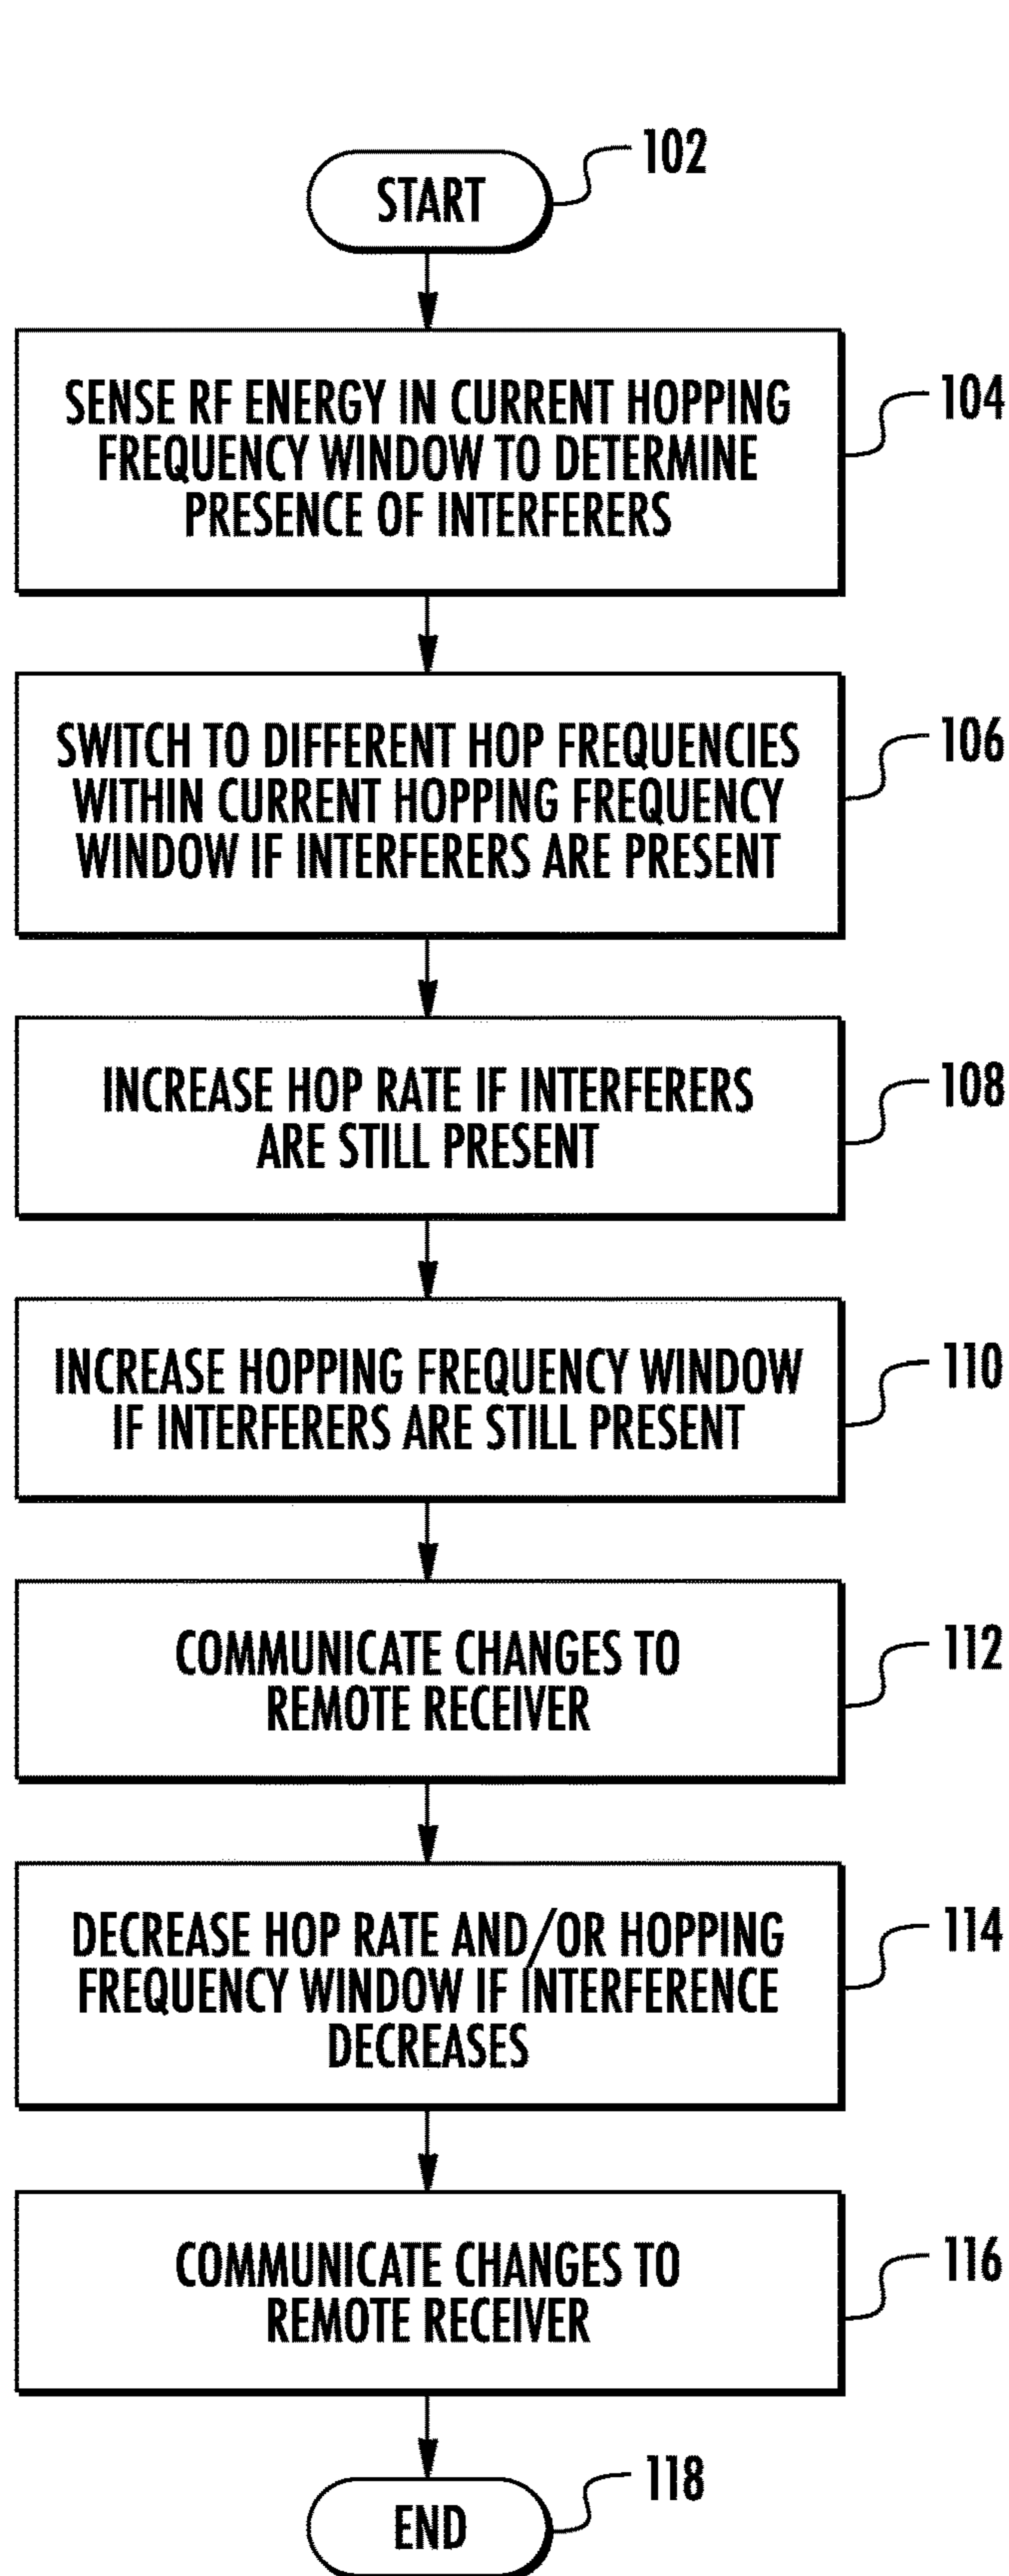 START
102
SENSE RF ENERGY IN CURRENT HOPPING
FREQUENCY WINDOW TO DETERMINE
PRESENCE OF INTERFERERS
104
SWITCH TO DIFFERENT HOP FREQUENCIES
WITHIN CURRENT HOPPING FREQUENCY
WINDOW IF INTERFERERS ARE PRESENT
106
INCREASE HOP RATE IF INTERFERERS
ARE STILL PRESENT
108
INCREASE HOPPING FREQUENCY WINDOW
IF INTERFERERS ARE STILL PRESENT
110
COMMUNICATE CHANGES TO
REMOTE RECEIVER
112
DECREASE HOP RATE AND/OR HOPPING
FREQUENCY WINDOW IF INTERFERENCE
DECREASES
114
COMMUNICATE CHANGES TO
REMOTE RECEIVER
116
END
118